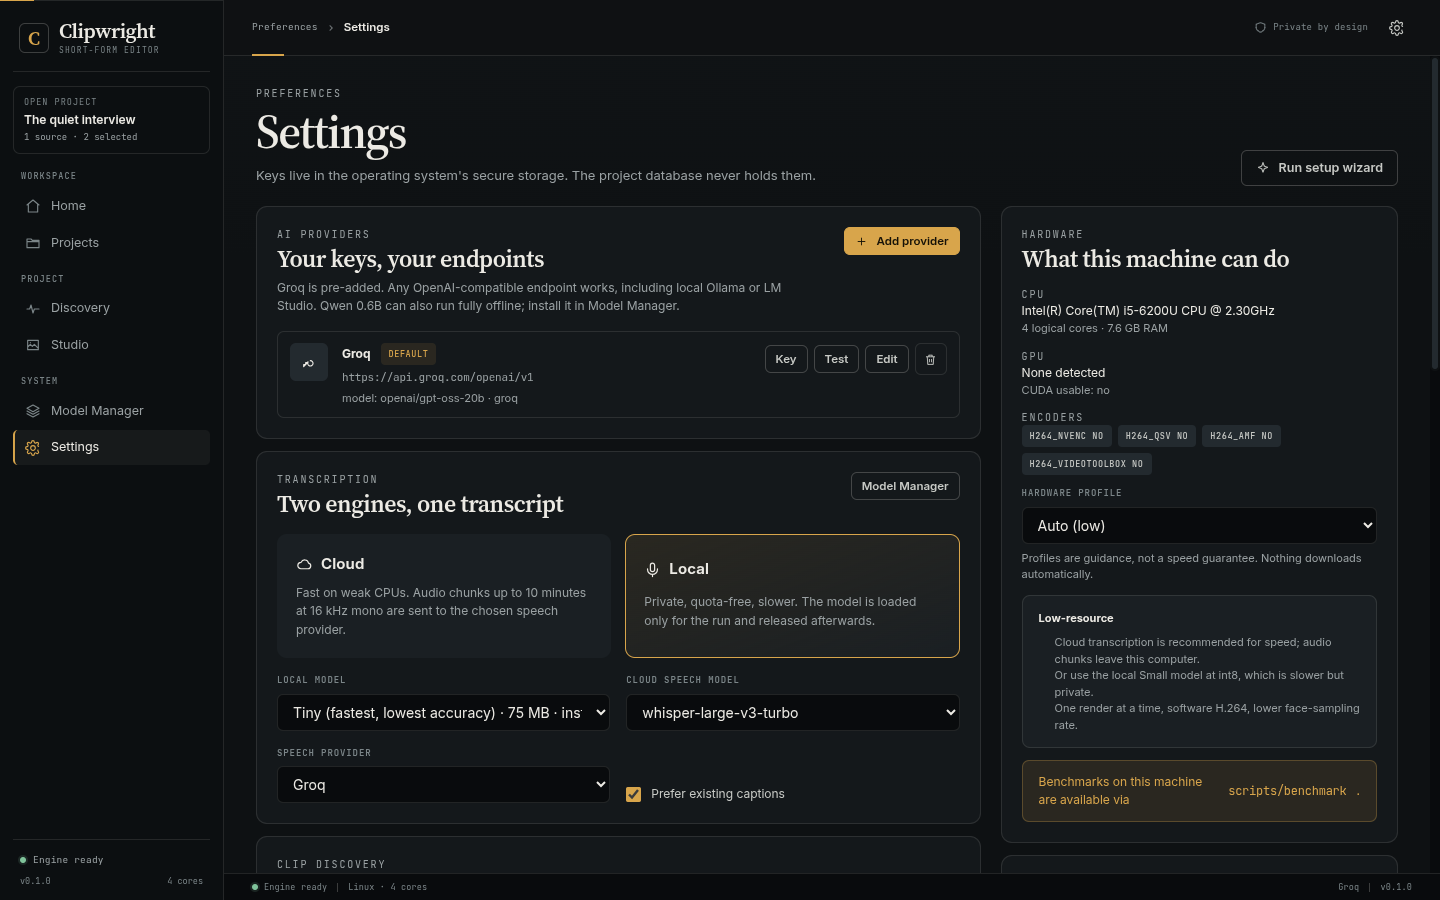 C
Clipwright
SHORT-FORM EDITOR
OPEN PROJECT
The quiet interview
1 source · 2 selected
WORKSPACE
Home
Projects
PROJECT
Discovery
Studio
SYSTEM
Model Manager
Settings
Engine ready
v0.1.0
4 cores
Preferences › Settings
Private by design
PREFERENCES
Settings
Keys live in the operating system's secure storage. The project database never holds them.
Run setup wizard
AI PROVIDERS
Your keys, your endpoints
Add provider
Groq is pre-added. Any OpenAI-compatible endpoint works, including local Ollama or LM
Studio. Qwen 0.6B can also run fully offline; install it in Model Manager.
Groq DEFAULT
https://api.groq.com/openai/v1
model: openai/gpt-oss-20b · groq
Key
Test
Edit
TRANSCRIPTION
Two engines, one transcript
Model Manager
Cloud
Fast on weak CPUs. Audio chunks up to 10 minutes
at 16 kHz mono are sent to the chosen speech
provider.
Local
Private, quota-free, slower. The model is loaded
only for the run and released afterwards.
LOCAL MODEL
Tiny (fastest, lowest accuracy) · 75 MB · ins
CLOUD SPEECH MODEL
whisper-large-v3-turbo
SPEECH PROVIDER
Groq
Prefer existing captions
CLIP DISCOVERY
HARDWARE
What this machine can do
CPU
Intel(R) Core(TM) i5-6200U CPU @ 2.30GHz
4 logical cores · 7.6 GB RAM
GPU
None detected
CUDA usable: no
ENCODERS
H264_NVENC NO
H264_QSV NO
H264_AMF NO
H264_VIDEOTOOLBOX NO
HARDWARE PROFILE
Auto (low)
Profiles are guidance, not a speed guarantee. Nothing downloads
automatically.
Low-resource
Cloud transcription is recommended for speed; audio
chunks leave this computer.
Or use the local Small model at int8, which is slower but
private.
One render at a time, software H.264, lower face-sampling
rate.
Benchmarks on this machine
are available via
scripts/benchmark .
Engine ready | Linux · 4 cores
Groq | v0.1.0